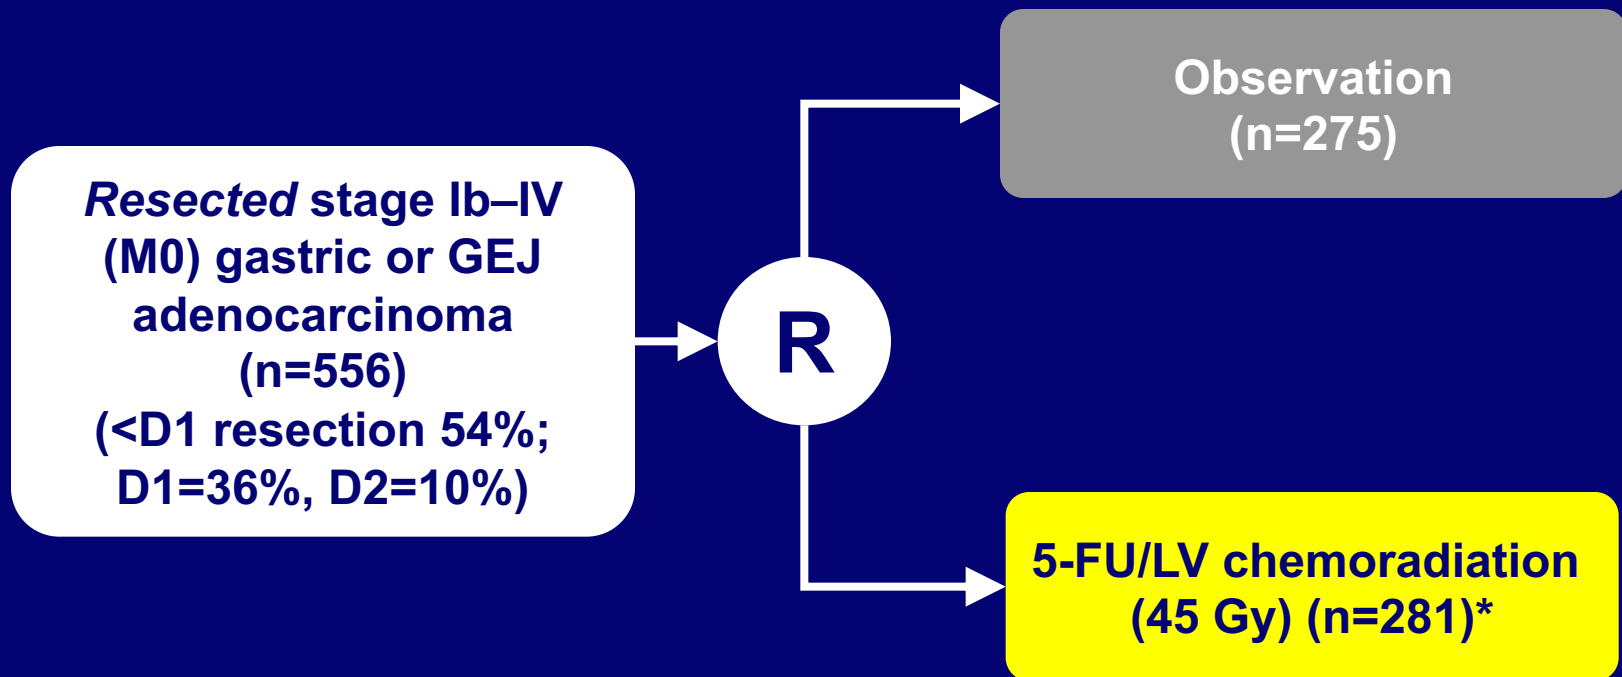 Resected stage Ib–IV
(M0) gastric or GEJ
adenocarcinoma
(n=556)
(<D1 resection 54%;
D1=36%, D2=10%)
R
Observation
(n=275)
5-FU/LV chemoradiation
(45 Gy) (n=281)*